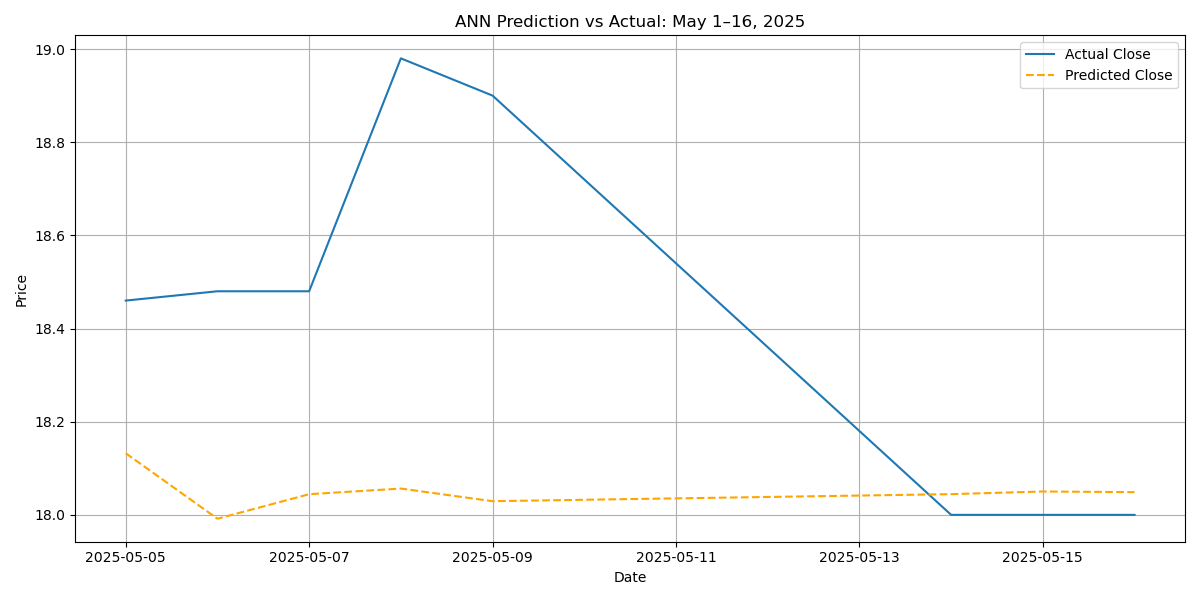 ANN Prediction vs Actual: May 1–16, 2025
Actual Close
Predicted Close
Price
19.0
18.8
18.6
18.4
18.2
18.0
2025-05-05
2025-05-07
2025-05-09
2025-05-11
2025-05-13
2025-05-15
Date